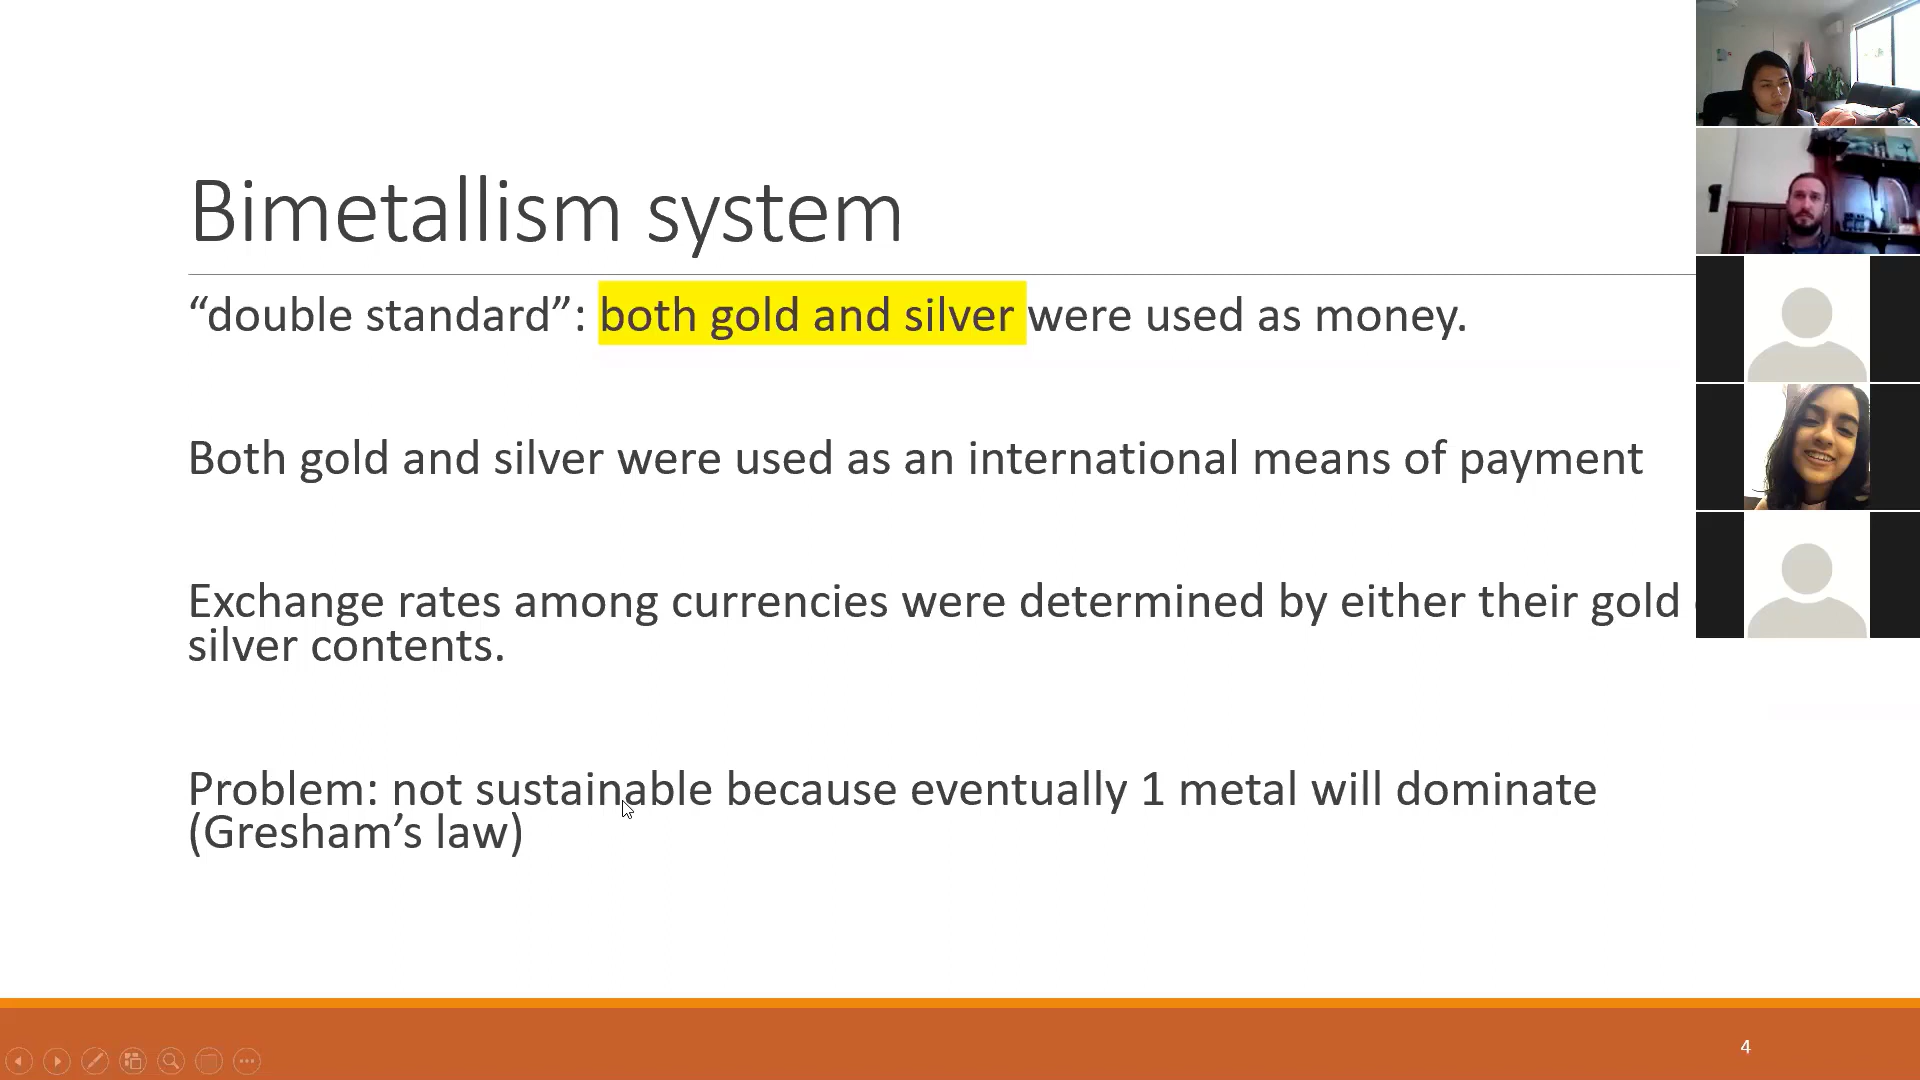 Bimetallism system
“double standard”: both gold and silver were used as money.
Both gold and silver were used as an international means of payment
Exchange rates among currencies were determined by either their gold
silver contents.
Problem: not sustainable because eventually 1 metal will dominate
(Gresham’s law)
4